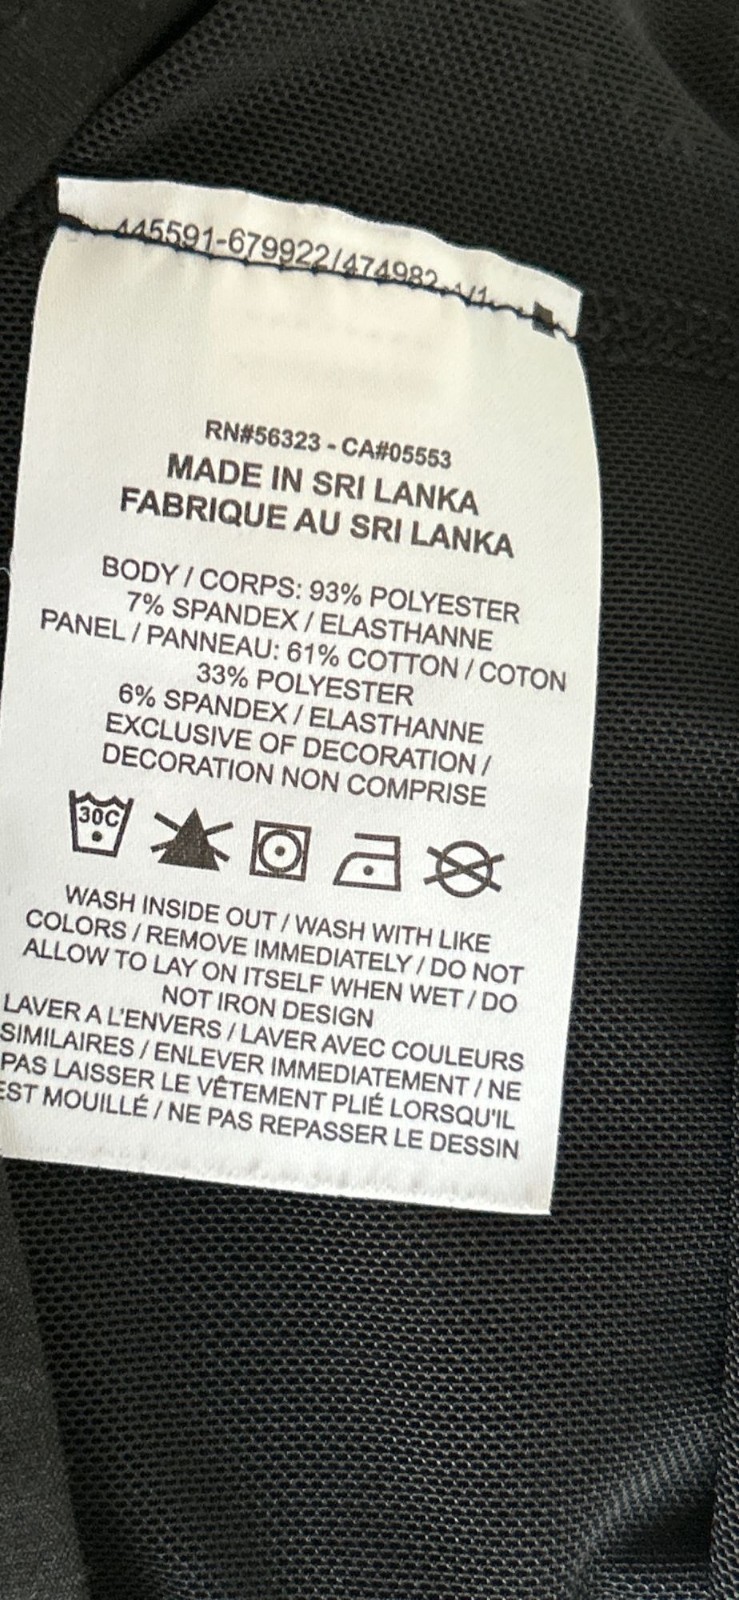 445591-679922/474982
RN#56323 - CA#05553
MADE IN SRI LANKA
FABRIQUE AU SRI LANKA
BODY / CORPS: 93% POLYESTER
7% SPANDEX / ELASTHANNE
PANEL / PANNEAU: 61% COTTON / COTON
33% POLYESTER
6% SPANDEX / ELASTHANNE
EXCLUSIVE OF DECORATION /
DECORATION NON COMPRISE
30C
WASH INSIDE OUT / WASH WITH LIKE
COLORS / REMOVE IMMEDIATELY / DO NOT
ALLOW TO LAY ON ITSELF WHEN WET / DO
NOT IRON DESIGN
LAVER A L'ENVERS / LAVER AVEC COULEURS
SIMILAIRES / ENLEVER IMMEDIATEMENT / NE
PAS LAISSER LE VÊTEMENT PLIÉ LORSQU'IL
EST MOUILLÉ / NE PAS REPASSER LE DESSIN